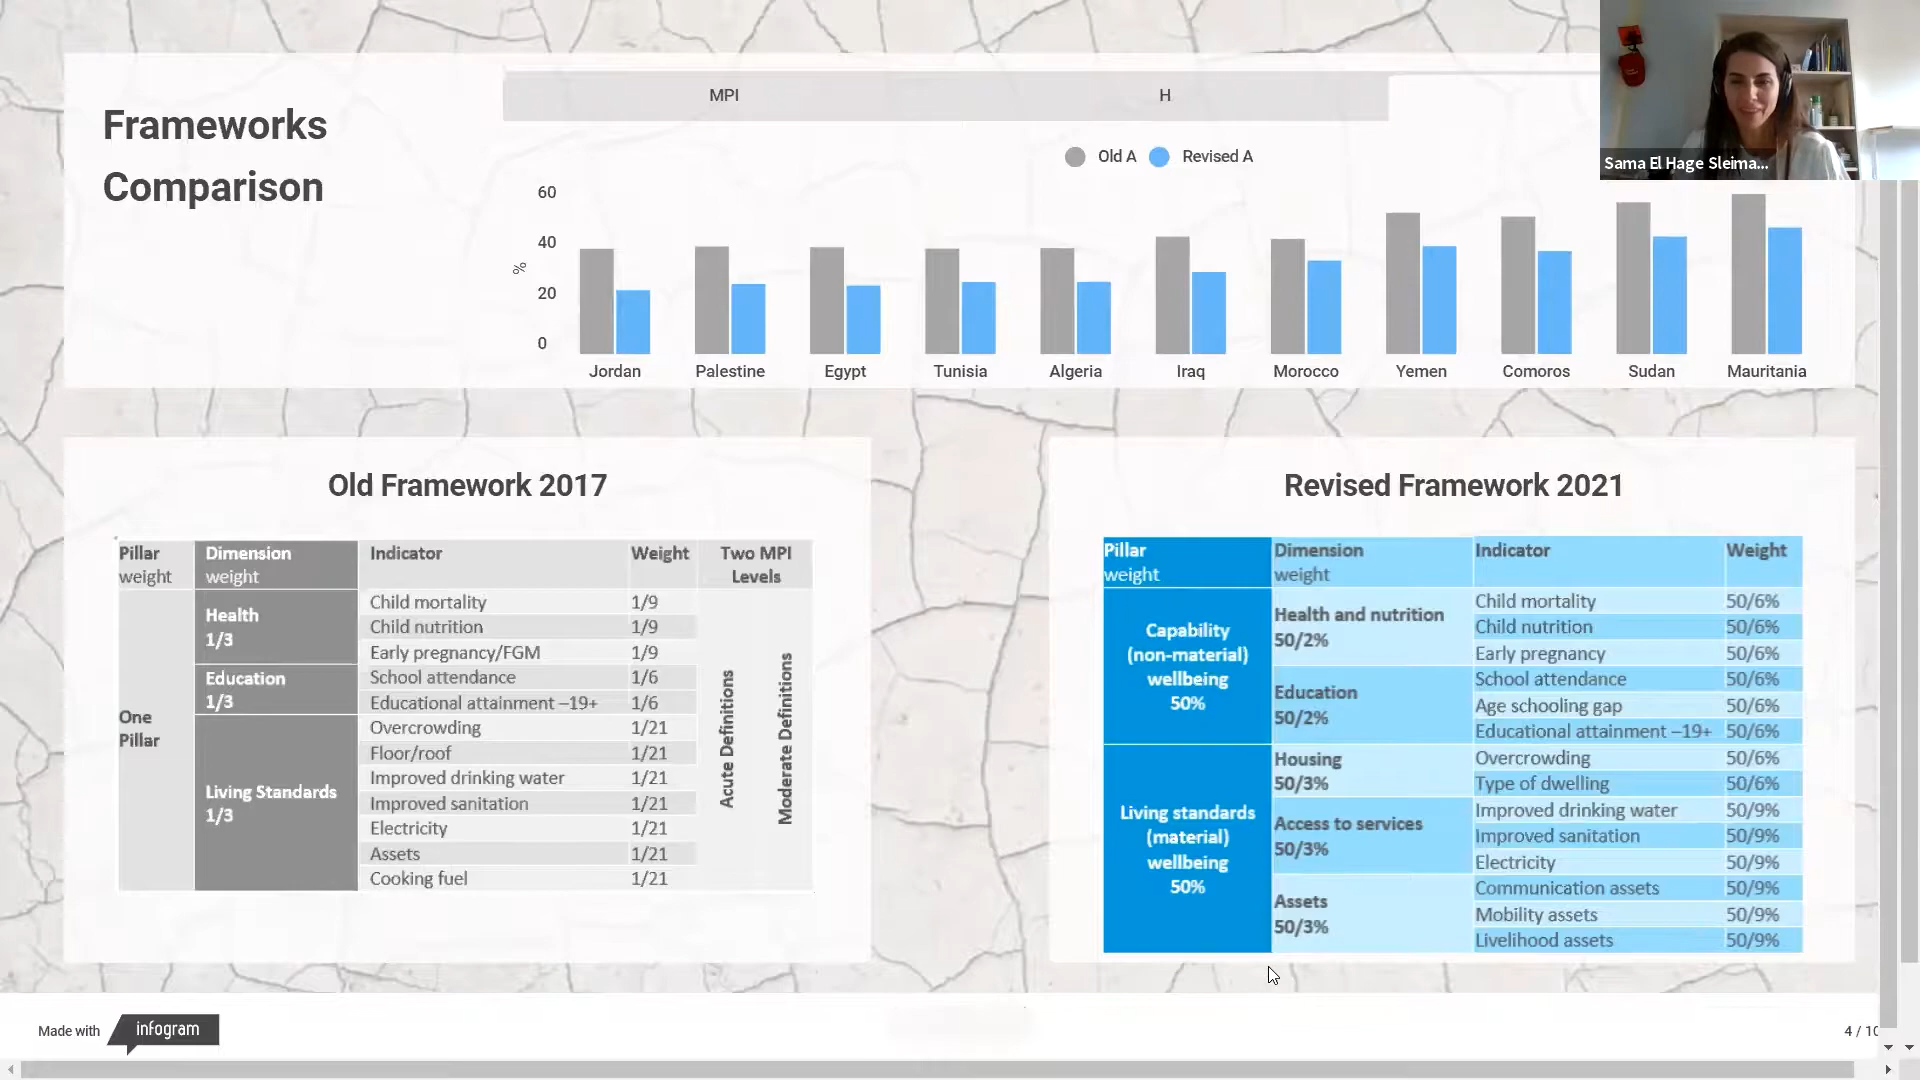 Frameworks
Comparison
MPI
H
Old A
Revised A
60
40
20
0
%
Jordan
Palestine
Egypt
Tunisia
Algeria
Iraq
Morocco
Yemen
Comoros
Sudan
Mauritania
Sama El Hage Sleima...
Old Framework 2017
Pillar weight
Dimension weight
Indicator
Weight
Two MPI Levels
One Pillar
Health 1/3
Child mortality 1/9
Child nutrition 1/9
Early pregnancy/FGM 1/9
Education 1/3
School attendance 1/6
Educational attainment –19+ 1/6
Living Standards 1/3
Overcrowding 1/21
Floor/roof 1/21
Improved drinking water 1/21
Improved sanitation 1/21
Electricity 1/21
Assets 1/21
Cooking fuel 1/21
Acute Definitions
Moderate Definitions
Revised Framework 2021
Pillar weight
Dimension weight
Indicator
Weight
Capability (non-material) wellbeing 50%
Health and nutrition 50/2%
Child mortality 50/6%
Child nutrition 50/6%
Early pregnancy 50/6%
Education 50/2%
School attendance 50/6%
Age schooling gap 50/6%
Educational attainment –19+ 50/6%
Living standards (material) wellbeing 50%
Housing 50/3%
Overcrowding 50/6%
Type of dwelling 50/6%
Access to services 50/3%
Improved drinking water 50/9%
Improved sanitation 50/9%
Electricity 50/9%
Assets 50/3%
Communication assets 50/9%
Mobility assets 50/9%
Livelihood assets 50/9%
Made with infogram
4 / 10